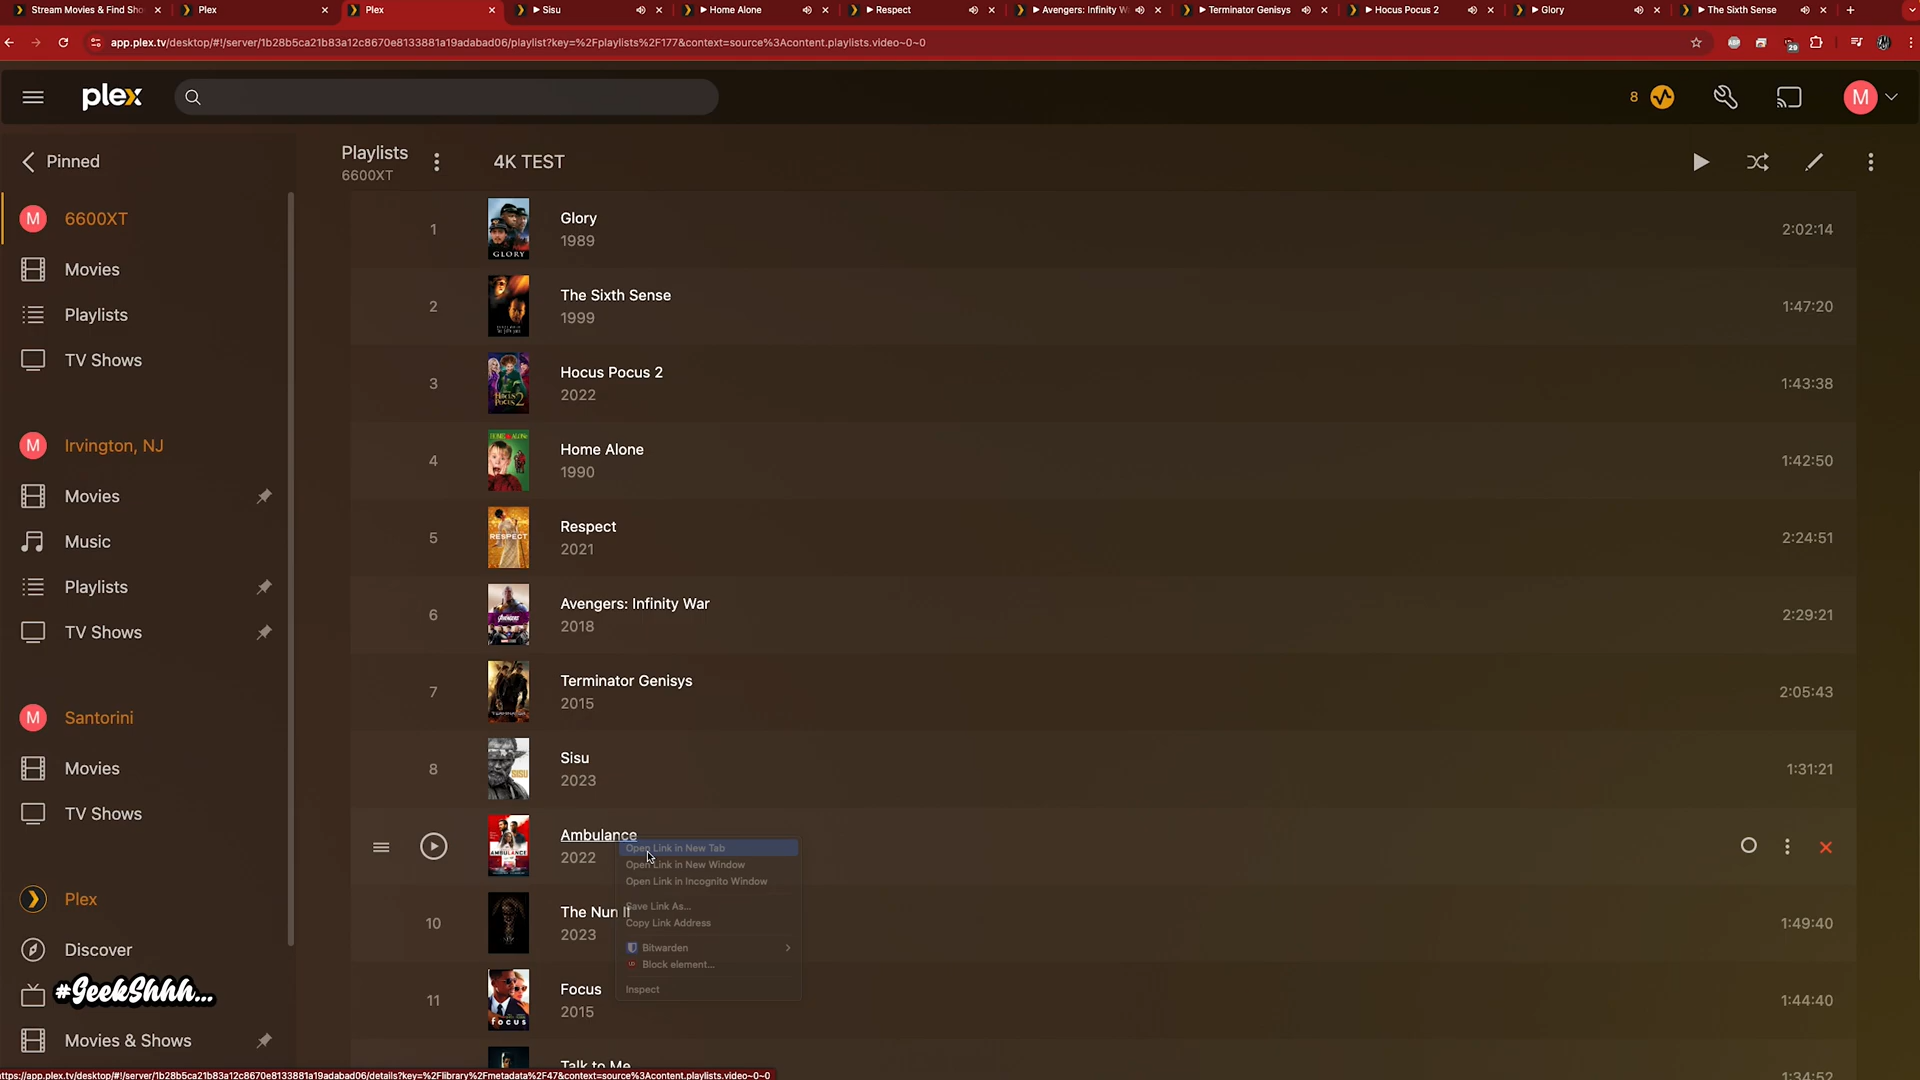 Stream Movies & Find Sho
Plex
Plex
Sisu
Home Alone
Respect
Avengers: Infinity W
Terminator Genisys
Hocus Pocus 2
Glory
The Sixth Sense
app.plex.tv/desktop/#!/server/1b28b5ca21b83a12c8670e8133881a19adabad06/playlist?key=%2Fplaylists%2F177&context=source%3Acontent.playlists.video~0~0
29
plex
8
M
Pinned
Playlists
6600XT
4K TEST
M 6600XT
Movies
Playlists
TV Shows
M Irvington, NJ
Movies
Music
Playlists
TV Shows
M Santorini
Movies
TV Shows
Plex
Discover
#GeekShhh...
Movies & Shows
1 Glory 2:02:14
1989
GLORY
2 The Sixth Sense 1:47:20
1999
3 Hocus Pocus 2 1:43:38
2022
4 Home Alone 1:42:50
1990
5 Respect 2:24:51
2021
RESPECT
6 Avengers: Infinity War 2:29:21
2018
7 Terminator Genisys 2:05:43
2015
8 Sisu 1:31:21
2023
SISU
Ambulance
2022
AMBULANCE
10 The Nun II 1:49:40
2023
11 Focus 1:44:40
2015
focus
Talk to Me 1:34:52
Open Link in New Tab
Open Link in New Window
Open Link in Incognito Window
Save Link As...
Copy Link Address
Bitwarden
Block element...
Inspect
https://app.plex.tv/desktop/#!/server/1b28b5ca21b83a12c8670e8133881a19adabad06/details?key=%2Flibrary%2Fmetadata%2F47&context=source%3Acontent.playlists.video~0~0